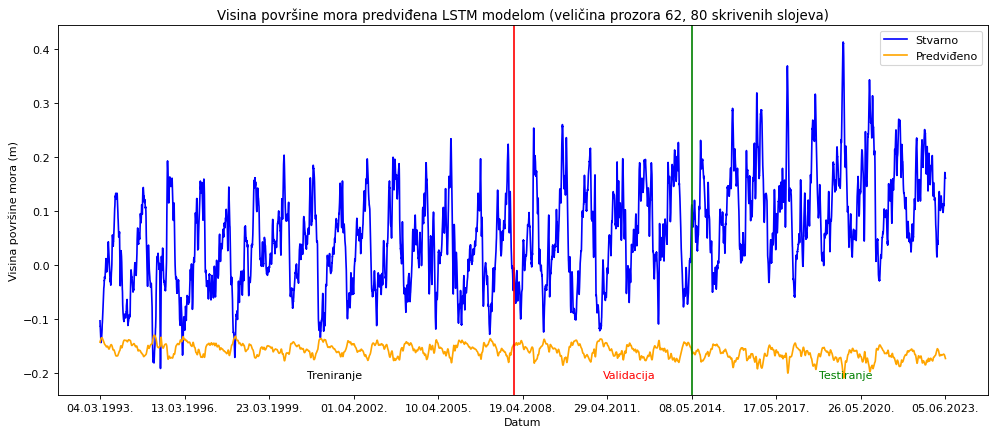 Visina površine mora predviđena LSTM modelom (veličina prozora 62, 80 skrivenih slojeva)
Stvarno
Predviđeno
0.4
0.3
0.2
0.1
0.0
−0.1
−0.2
Visina površine mora (m)
Treniranje
Validacija
Testiranje
04.03.1993.
13.03.1996.
23.03.1999.
01.04.2002.
10.04.2005.
19.04.2008.
29.04.2011.
08.05.2014.
17.05.2017.
26.05.2020.
05.06.2023.
Datum